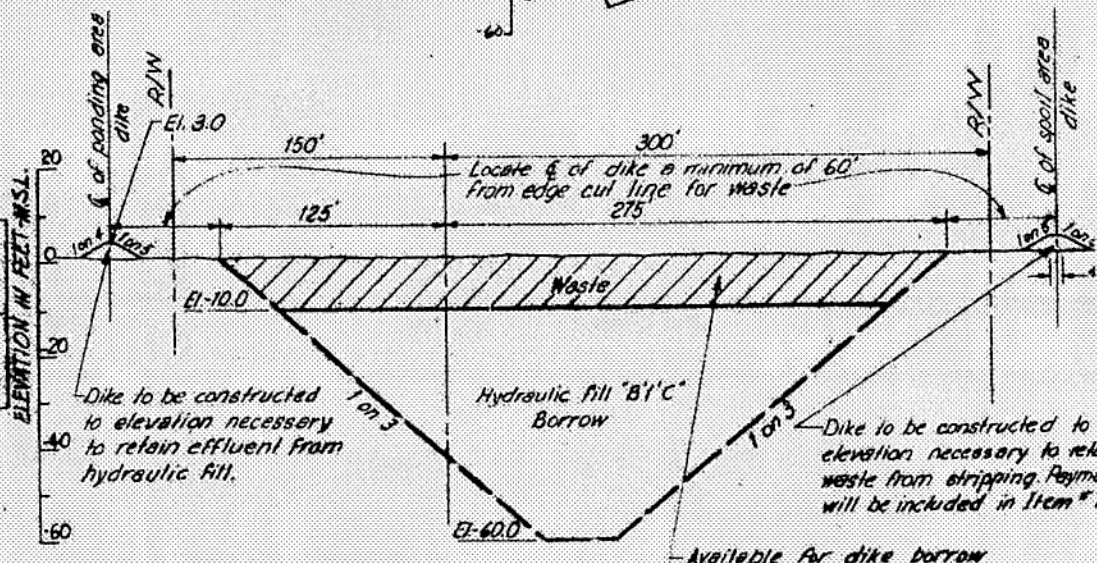 -60
℄ of ponding area
dike
R/W
El. 3.0
R/W
℄ of spoil area
dike
150'
300'
Locate ℄ of dike a minimum of 60'
from edge cut line for waste
125'
275'
1 on 4
1 on 5
1 on 5
ELEVATION IN FEET-M.S.L.
20
0
20
40
-60
Waste
El.-10.0
Hydraulic fill "B"&"C"
Borrow
1 on 3
1 on 3
Dike to be constructed
to elevation necessary
to retain effluent from
hydraulic fill.
Dike to be constructed to
elevation necessary to
waste from stripping.
will be included in Item
El.-60.0
Available for dike borrow